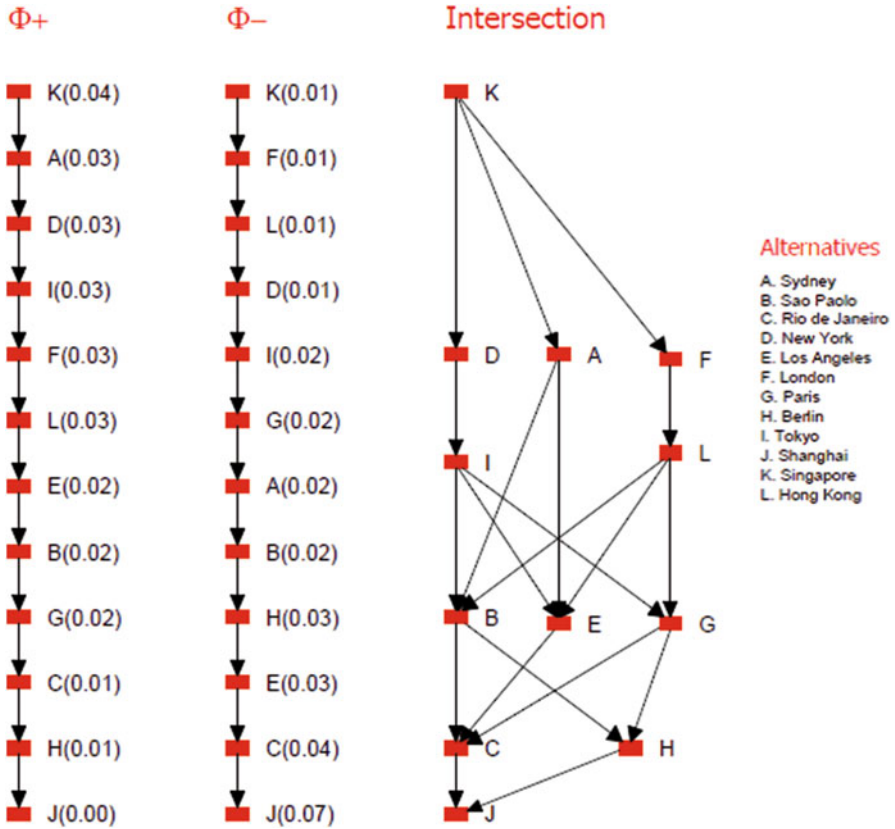 Φ+ Φ− Intersection
K(0.04) K(0.01) K
A(0.03) F(0.01)
D(0.03) L(0.01)
I(0.03) D(0.01)
F(0.03) I(0.02) D A F
L(0.03) G(0.02) I L
E(0.02) A(0.02)
B(0.02) B(0.02)
G(0.02) H(0.03) B E G
C(0.01) E(0.03)
H(0.01) C(0.04) C H
J(0.00) J(0.07) J
Alternatives
A. Sydney
B. Sao Paolo
C. Rio de Janeiro
D. New York
E. Los Angeles
F. London
G. Paris
H. Berlin
I. Tokyo
J. Shanghai
K. Singapore
L. Hong Kong